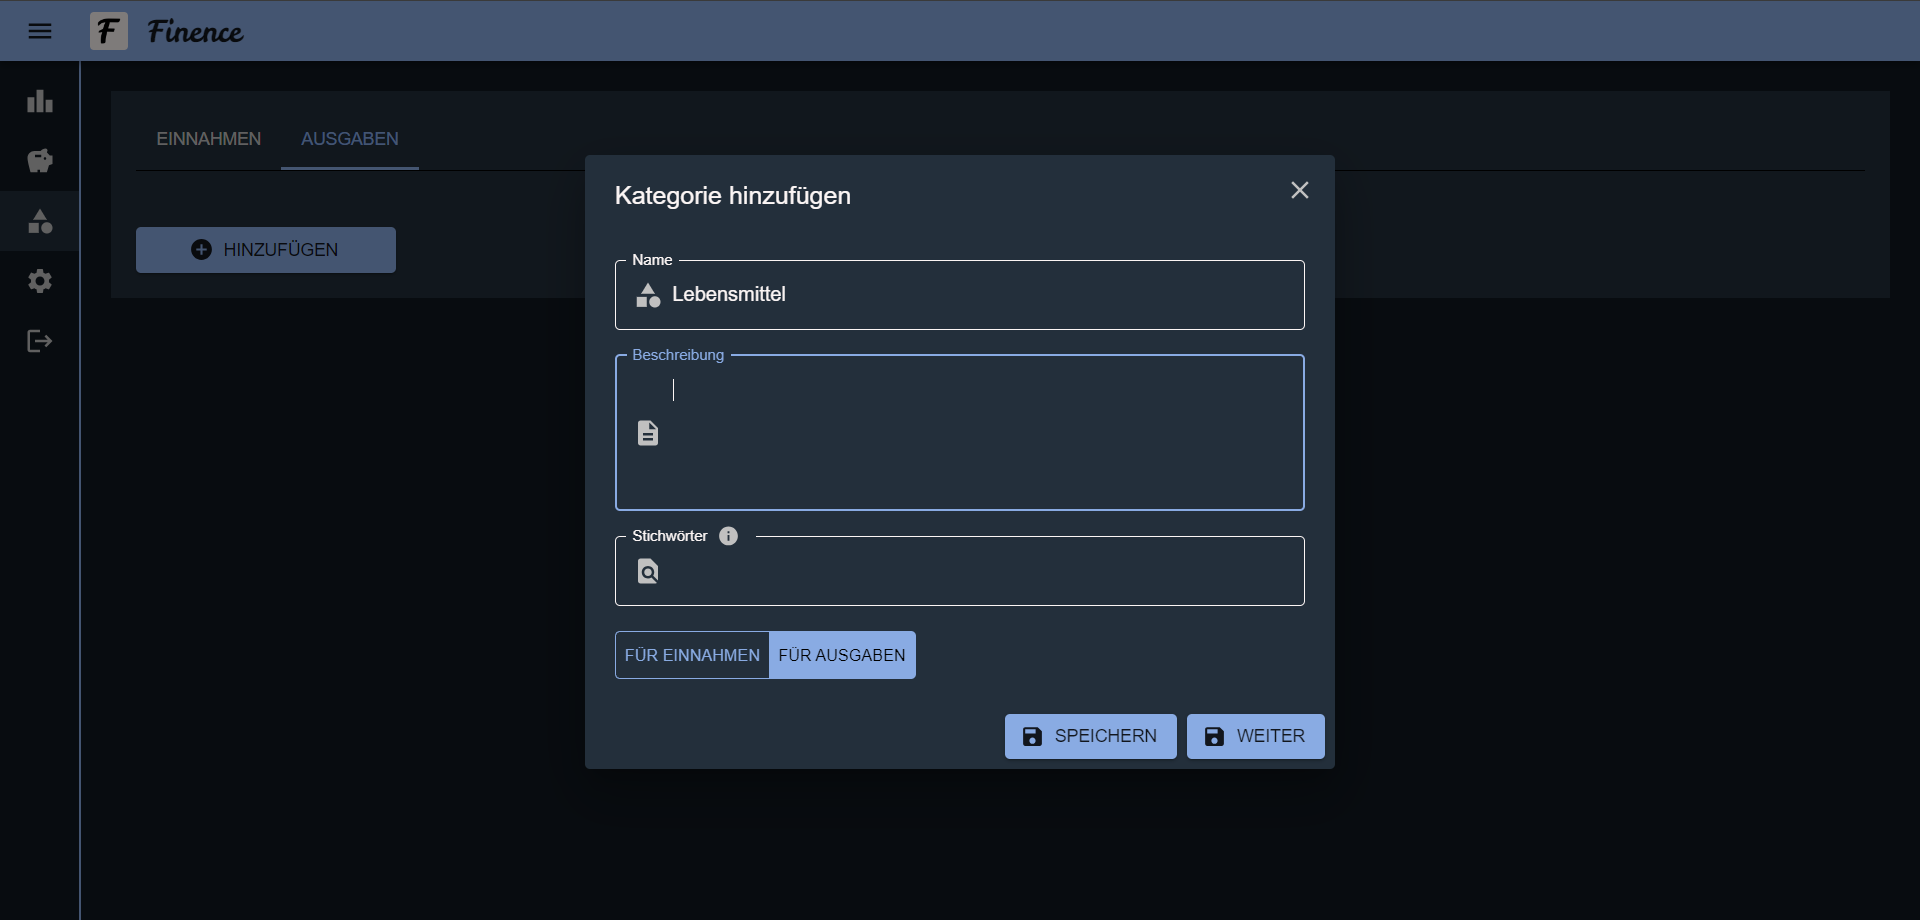 Finence
EINNAHMEN AUSGABEN
HINZUFÜGEN
Kategorie hinzufügen
Name
Lebensmittel
Beschreibung
Stichwörter
FÜR EINNAHMEN FÜR AUSGABEN
SPEICHERN WEITER